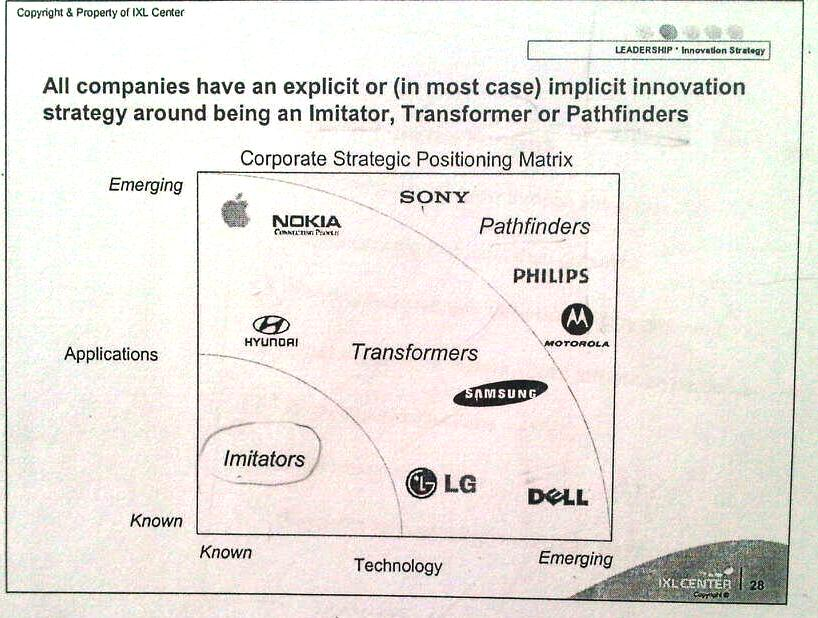 Copyright & Property of IXL Center
LEADERSHIP * Innovation Strategy
All companies have an explicit or (in most case) implicit innovation
strategy around being an Imitator, Transformer or Pathfinders
Corporate Strategic Positioning Matrix
Emerging
SONY
NOKIA
CONNECTING PEOPLE
Pathfinders
PHILIPS
HYUNDAI
MOTOROLA
Applications
Transformers
SAMSUNG
Imitators
LG
DELL
Known
Known
Technology
Emerging
IXL CENTER
28
Copyright ©